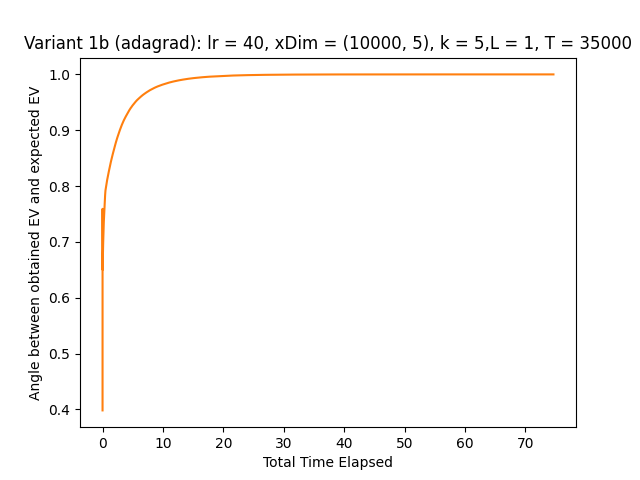 Variant 1b (adagrad): lr = 40, xDim = (10000, 5), k = 5,L = 1, T = 35000
Angle between obtained EV and expected EV
1.0
0.9
0.8
0.7
0.6
0.5
0.4
0 10 20 30 40 50 60 70
Total Time Elapsed